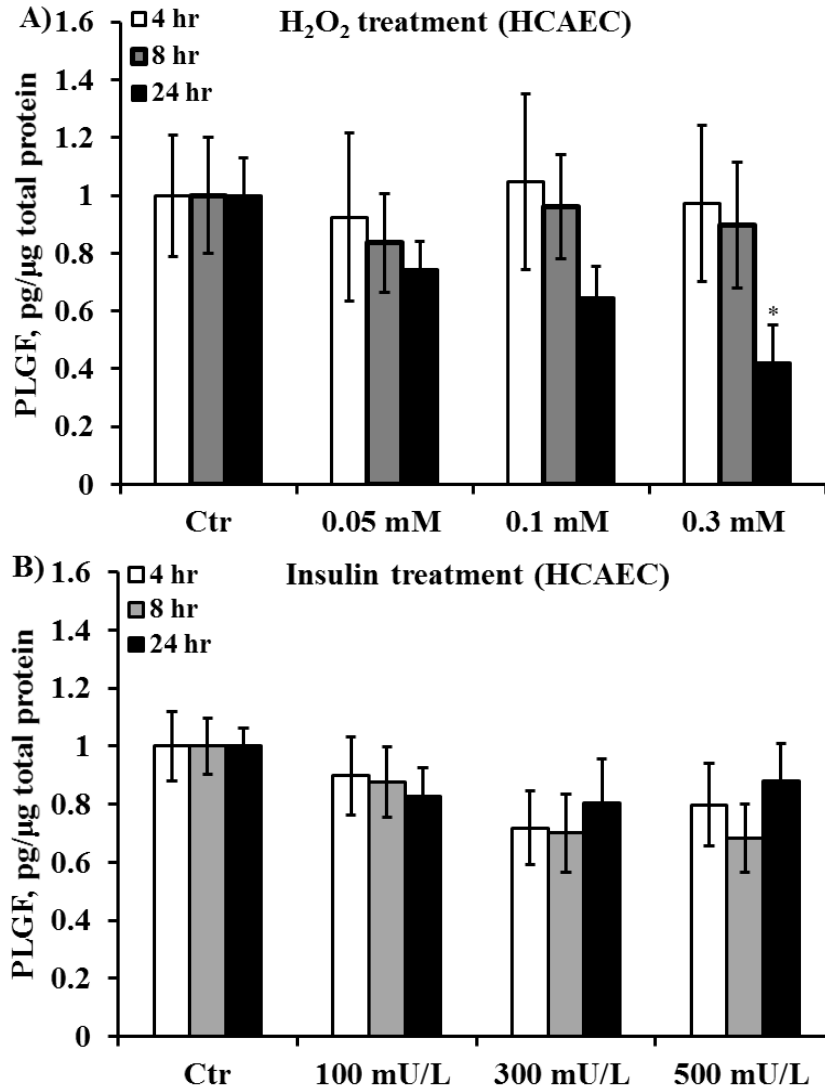 A)
H₂O₂ treatment (HCAEC)
4 hr
8 hr
24 hr
PLGF, pg/µg total protein
1.6
1.4
1.2
1
0.8
0.6
0.4
0.2
0
*
Ctr 0.05 mM 0.1 mM 0.3 mM
B)
Insulin treatment (HCAEC)
4 hr
8 hr
24 hr
PLGF, pg/µg total protein
1.6
1.4
1.2
1
0.8
0.6
0.4
0.2
0
Ctr 100 mU/L 300 mU/L 500 mU/L